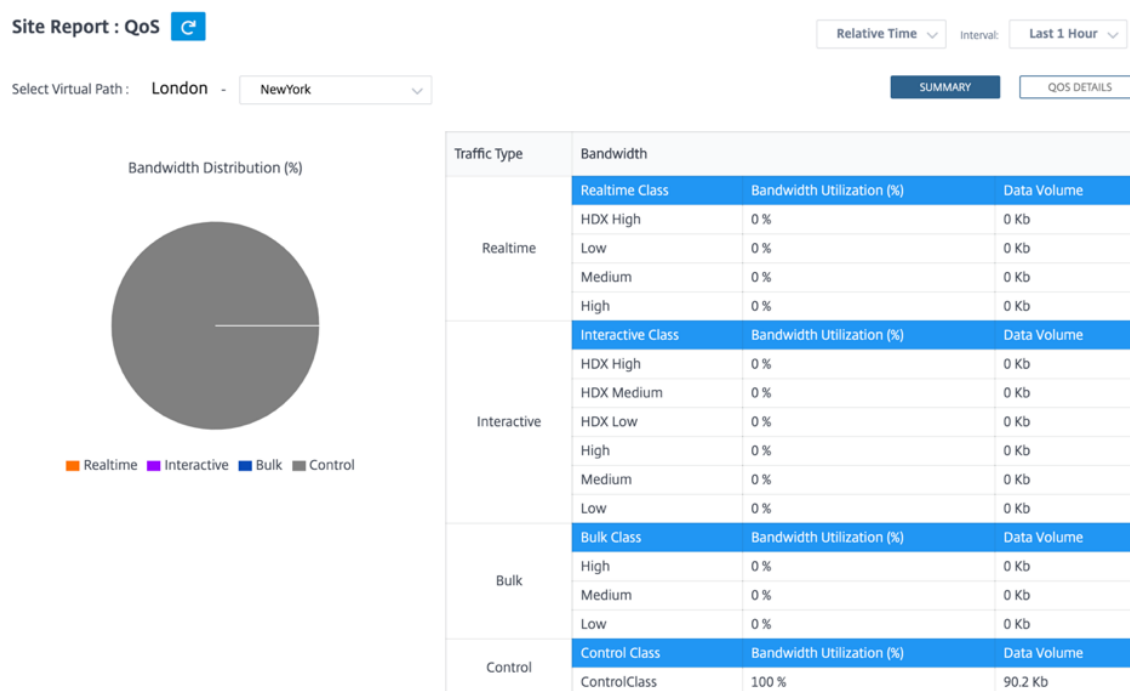 Site Report : QoS
Relative Time Interval: Last 1 Hour
Select Virtual Path : London - NewYork
SUMMARY QOS DETAILS
Bandwidth Distribution (%)
Realtime Interactive Bulk Control
Traffic Type Bandwidth
Realtime
Realtime Class Bandwidth Utilization (%) Data Volume
HDX High 0 % 0 Kb
Low 0 % 0 Kb
Medium 0 % 0 Kb
High 0 % 0 Kb
Interactive
Interactive Class Bandwidth Utilization (%) Data Volume
HDX High 0 % 0 Kb
HDX Medium 0 % 0 Kb
HDX Low 0 % 0 Kb
High 0 % 0 Kb
Medium 0 % 0 Kb
Low 0 % 0 Kb
Bulk
Bulk Class Bandwidth Utilization (%) Data Volume
High 0 % 0 Kb
Medium 0 % 0 Kb
Low 0 % 0 Kb
Control
Control Class Bandwidth Utilization (%) Data Volume
ControlClass 100 % 90.2 Kb